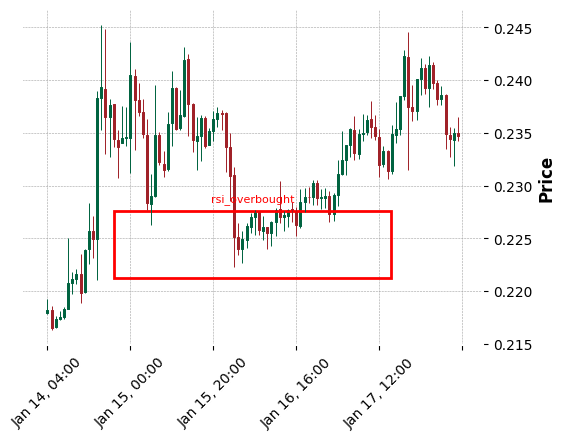 0.245
0.240
0.235
0.230
0.225
0.220
0.215
Price
rsi_overbought
Jan 14, 04:00
Jan 15, 00:00
Jan 15, 20:00
Jan 16, 16:00
Jan 17, 12:00